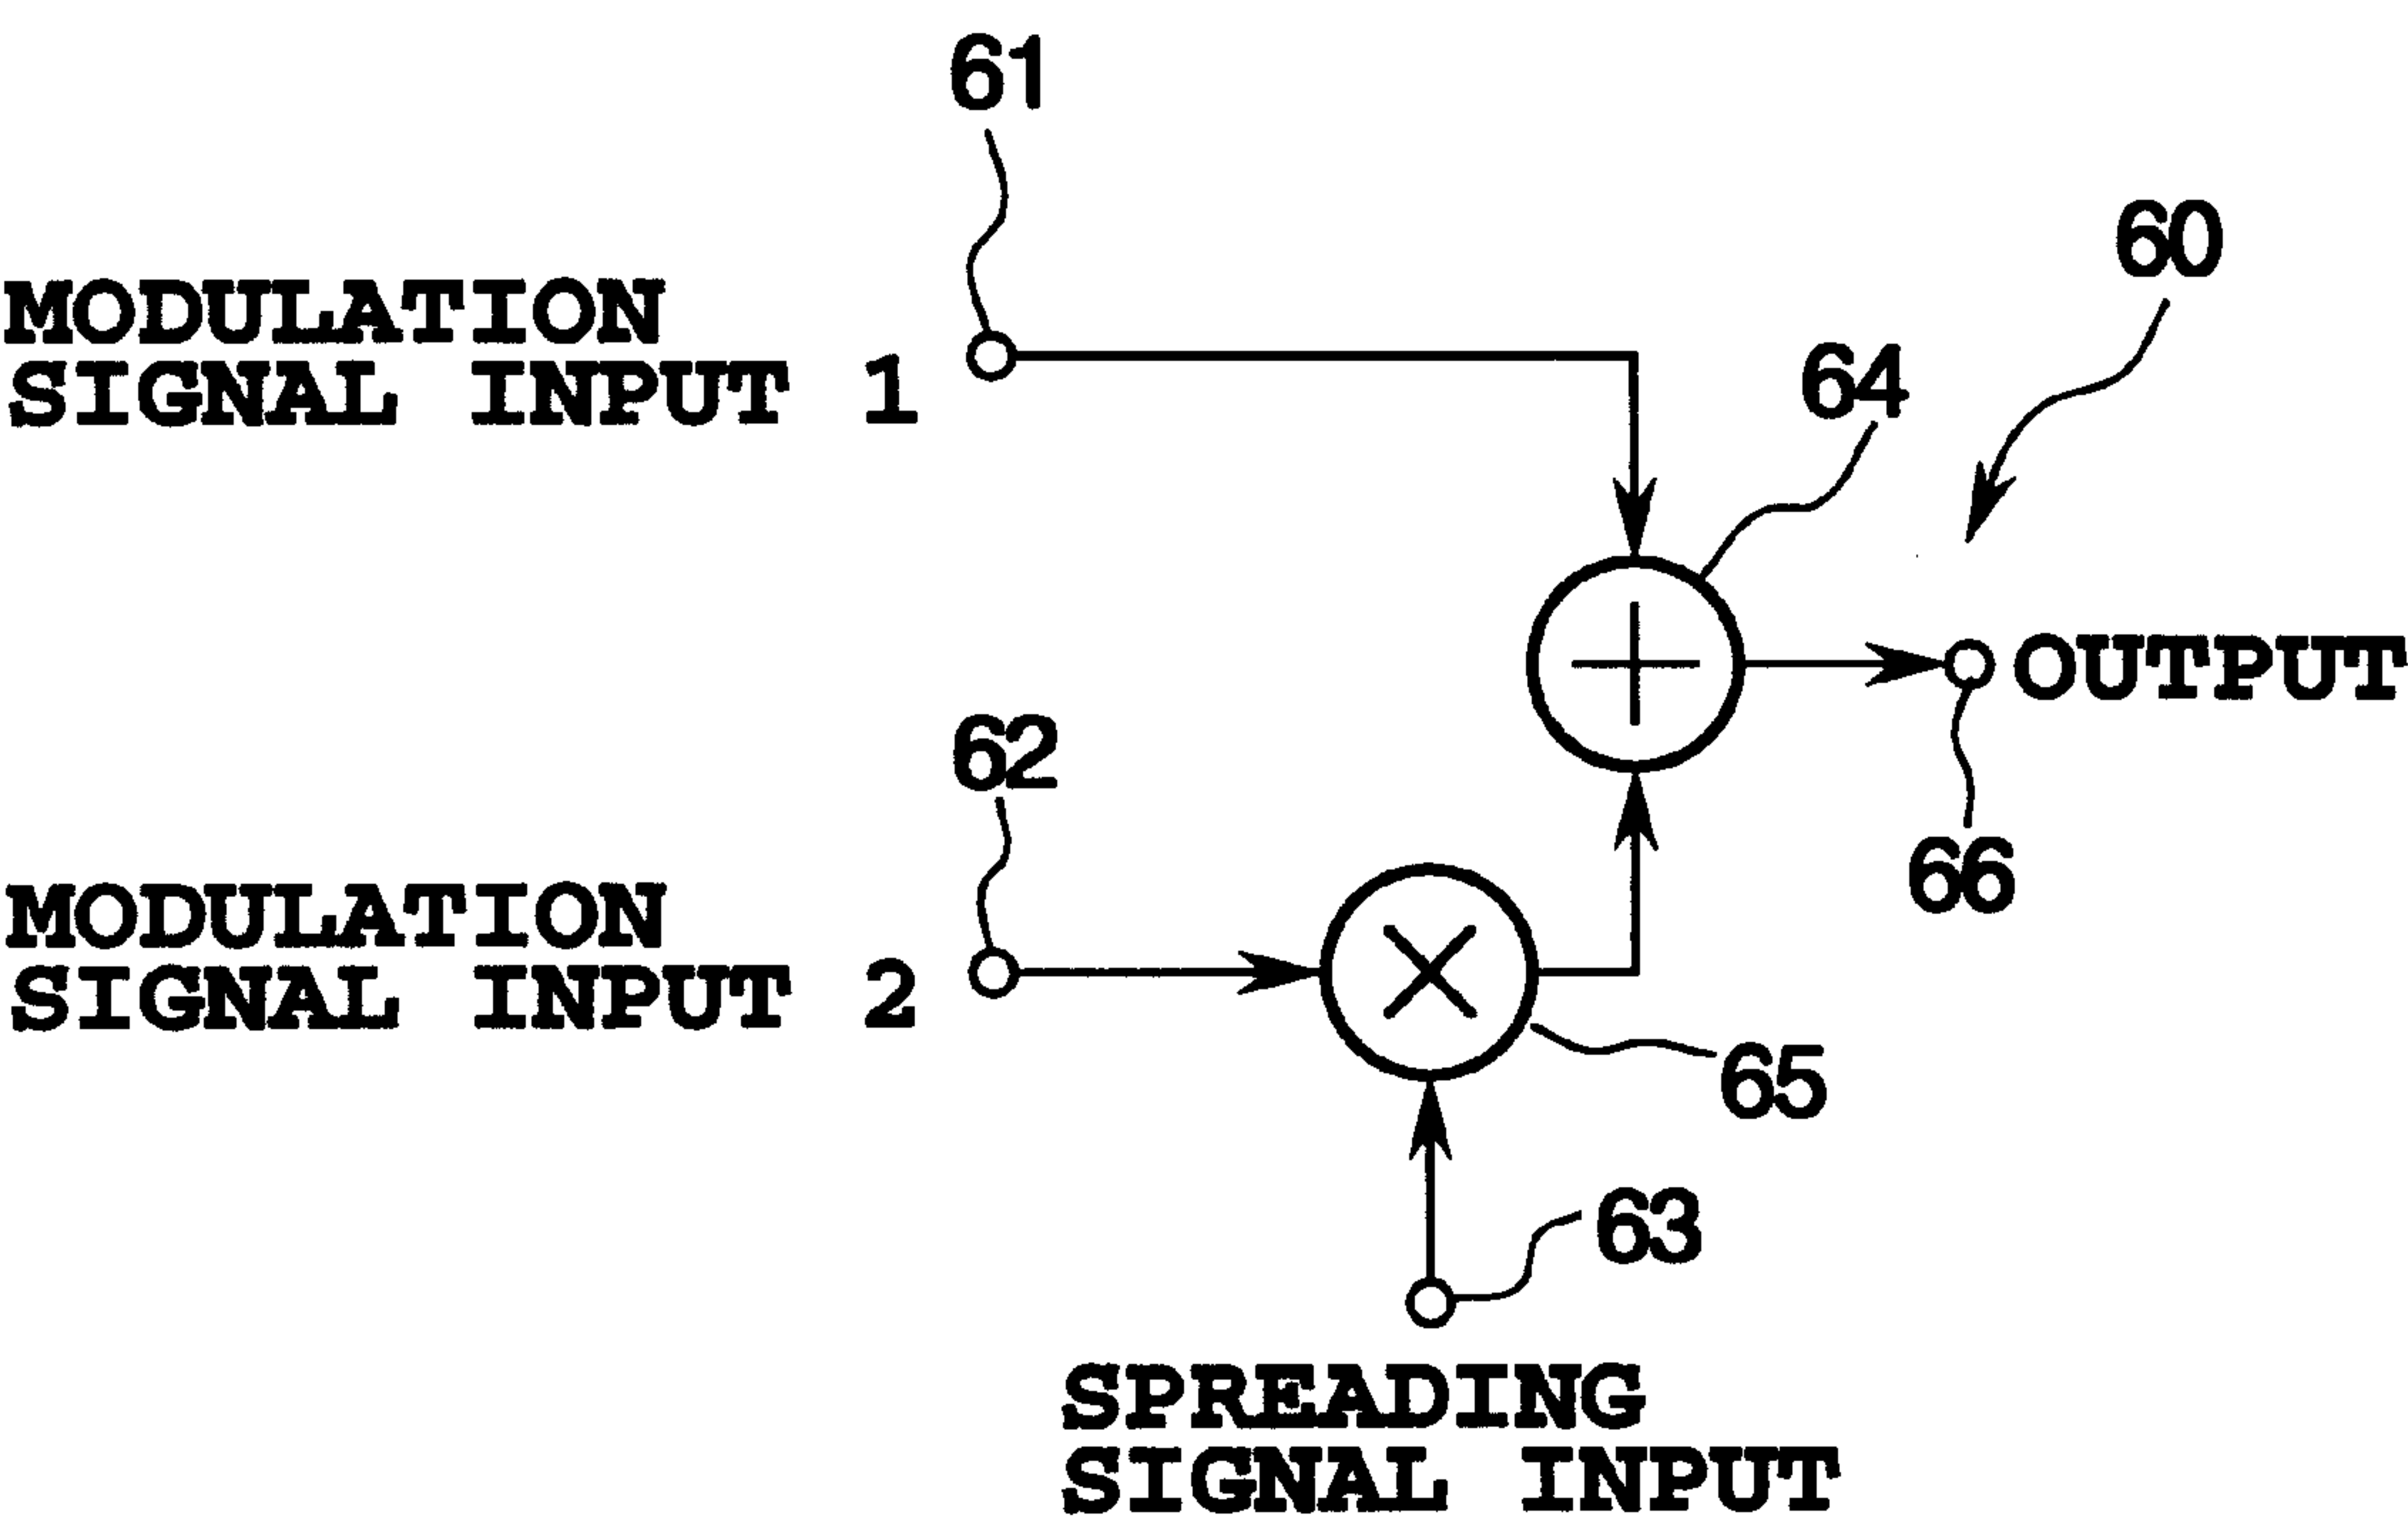 61
60
MODULATION
SIGNAL INPUT 1
64
OUTPUT
62
66
MODULATION
SIGNAL INPUT 2
65
63
SPREADING
SIGNAL INPUT